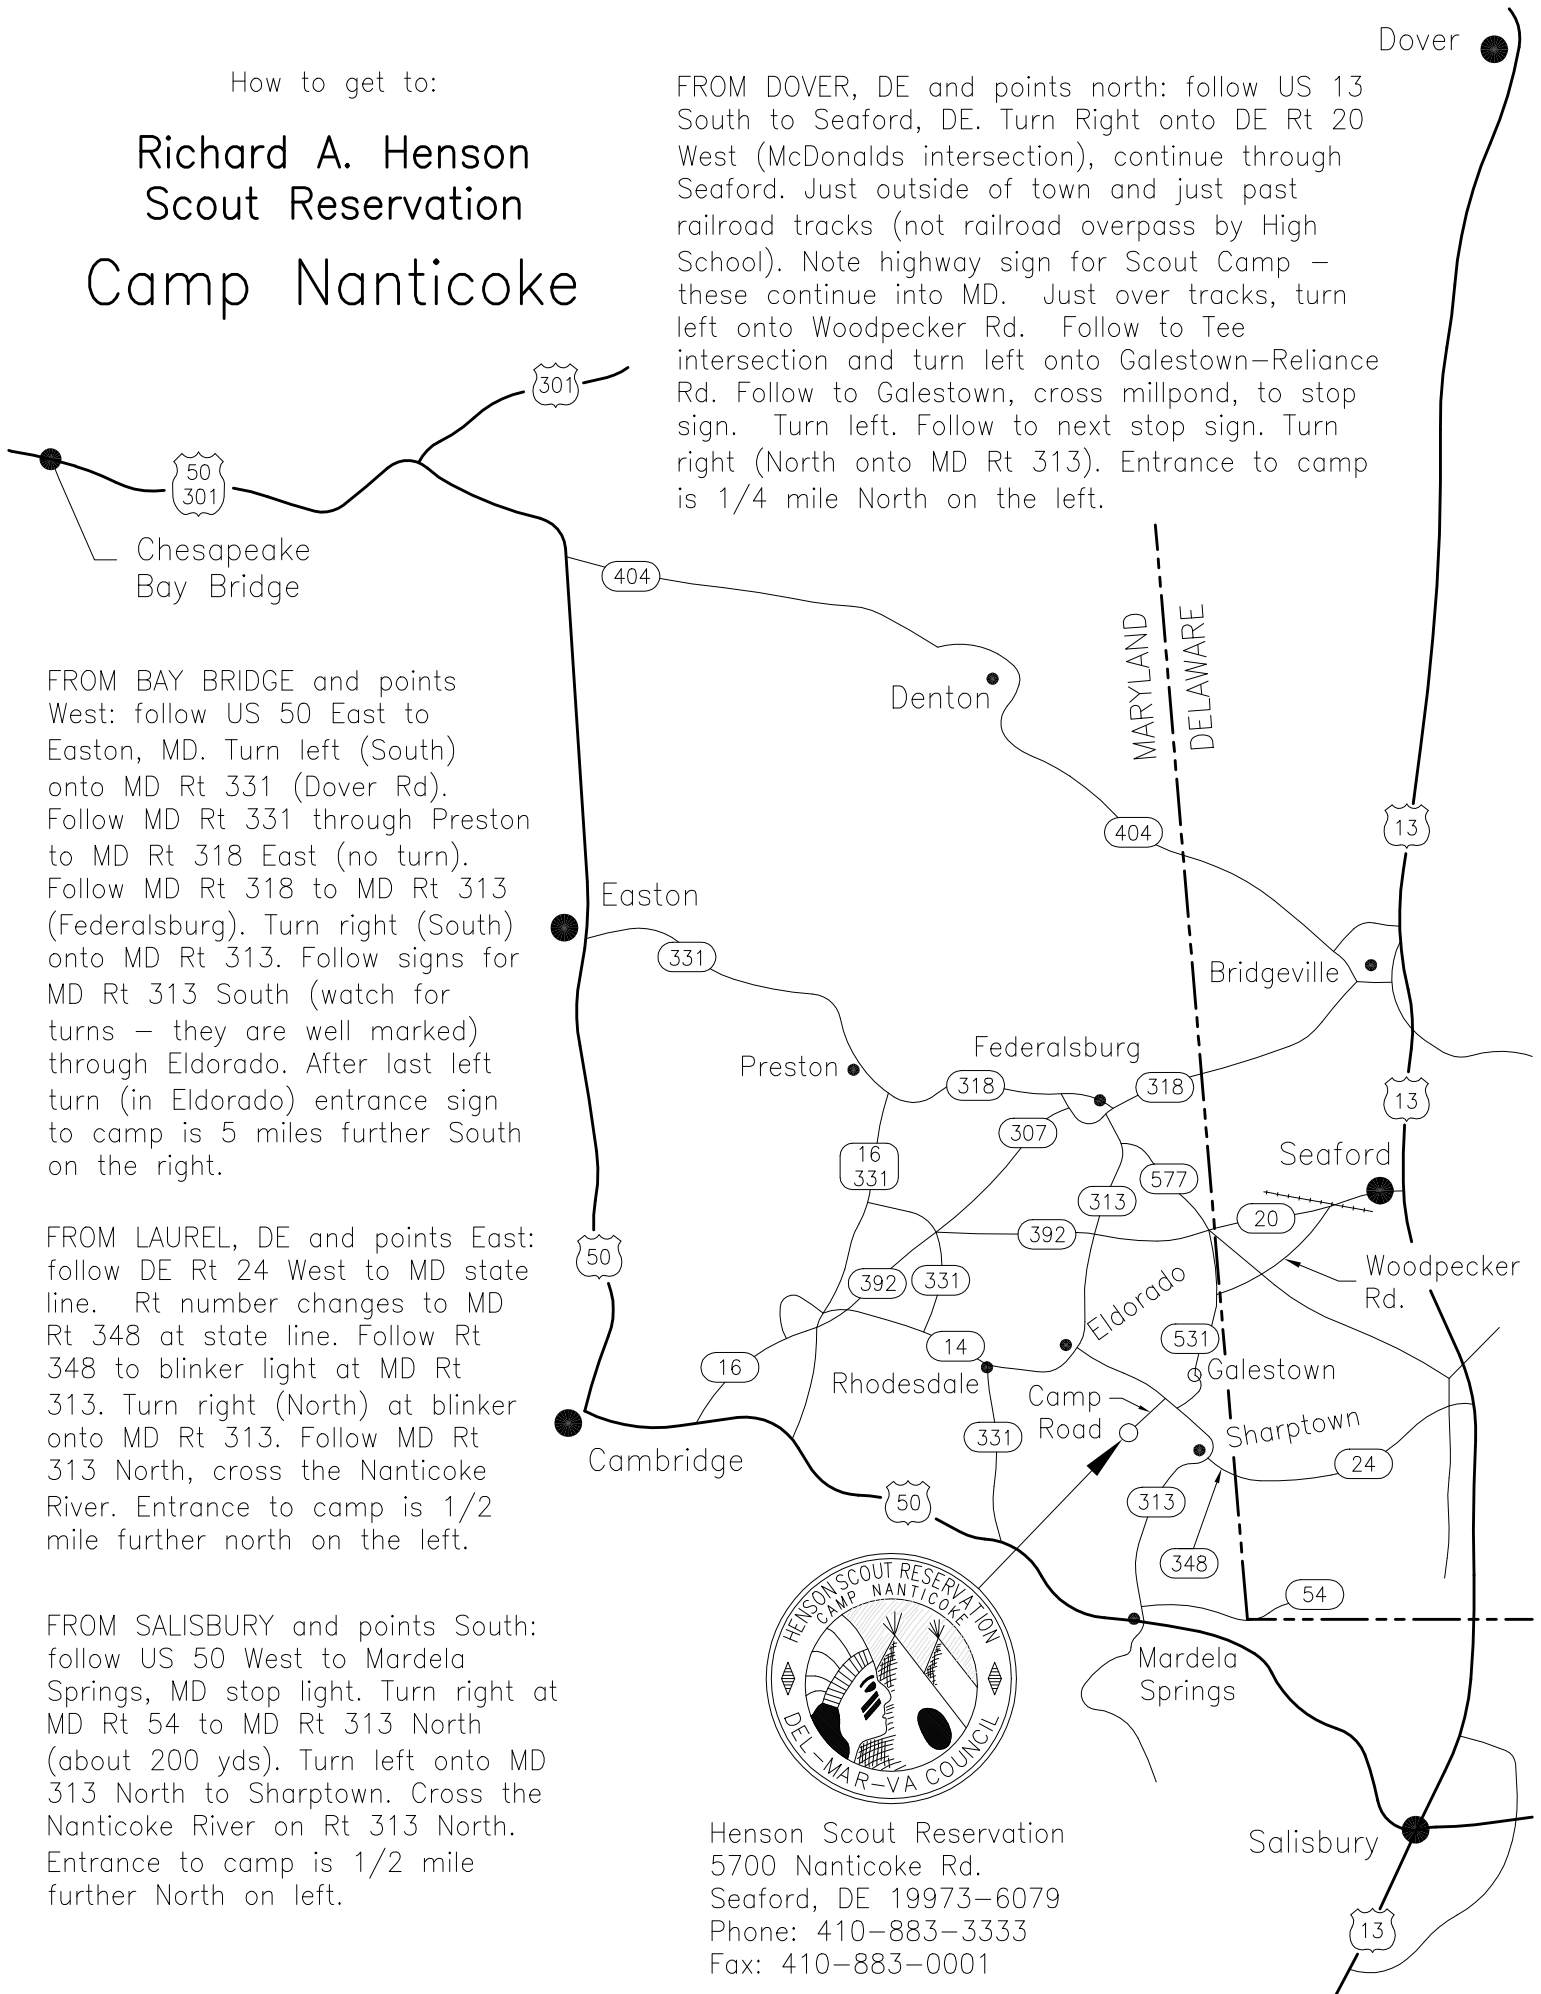 How to get to:
Richard A. Henson
Scout Reservation
Camp Nanticoke
FROM DOVER, DE and points north: follow US 13
South to Seaford, DE. Turn Right onto DE Rt 20
West (McDonalds intersection), continue through
Seaford. Just outside of town and just past
railroad tracks (not railroad overpass by High
School). Note highway sign for Scout Camp –
these continue into MD. Just over tracks, turn
left onto Woodpecker Rd. Follow to Tee
intersection and turn left onto Galestown–Reliance
Rd. Follow to Galestown, cross millpond, to stop
sign. Turn left. Follow to next stop sign. Turn
right (North onto MD Rt 313). Entrance to camp
is 1/4 mile North on the left.
Dover
301
50
301
Chesapeake
Bay Bridge
404
MARYLAND
DELAWARE
Denton
404
13
FROM BAY BRIDGE and points
West: follow US 50 East to
Easton, MD. Turn left (South)
onto MD Rt 331 (Dover Rd).
Follow MD Rt 331 through Preston
to MD Rt 318 East (no turn).
Follow MD Rt 318 to MD Rt 313
(Federalsburg). Turn right (South)
onto MD Rt 313. Follow signs for
MD Rt 313 South (watch for
turns – they are well marked)
through Eldorado. After last left
turn (in Eldorado) entrance sign
to camp is 5 miles further South
on the right.
FROM LAUREL, DE and points East:
follow DE Rt 24 West to MD state
line. Rt number changes to MD
Rt 348 at state line. Follow Rt
348 to blinker light at MD Rt
313. Turn right (North) at blinker
onto MD Rt 313. Follow MD Rt
313 North, cross the Nanticoke
River. Entrance to camp is 1/2
mile further north on the left.
FROM SALISBURY and points South:
follow US 50 West to Mardela
Springs, MD stop light. Turn right at
MD Rt 54 to MD Rt 313 North
(about 200 yds). Turn left onto MD
313 North to Sharptown. Cross the
Nanticoke River on Rt 313 North.
Entrance to camp is 1/2 mile
further North on left.
Easton
331
Bridgeville
Preston
Federalsburg
318
318
13
307
16
331
577
Seaford
313
20
392
50
392
331
Woodpecker
Rd.
Eldorado
531
14
16
Rhodesdale
Galestown
Camp
Road
Sharptown
331
24
Cambridge
50
313
348
54
Mardela
Springs
HENSON SCOUT RESERVATION
CAMP NANTICOKE
DEL–MAR–VA COUNCIL
Henson Scout Reservation
5700 Nanticoke Rd.
Seaford, DE 19973–6079
Phone: 410–883–3333
Fax: 410–883–0001
Salisbury
13